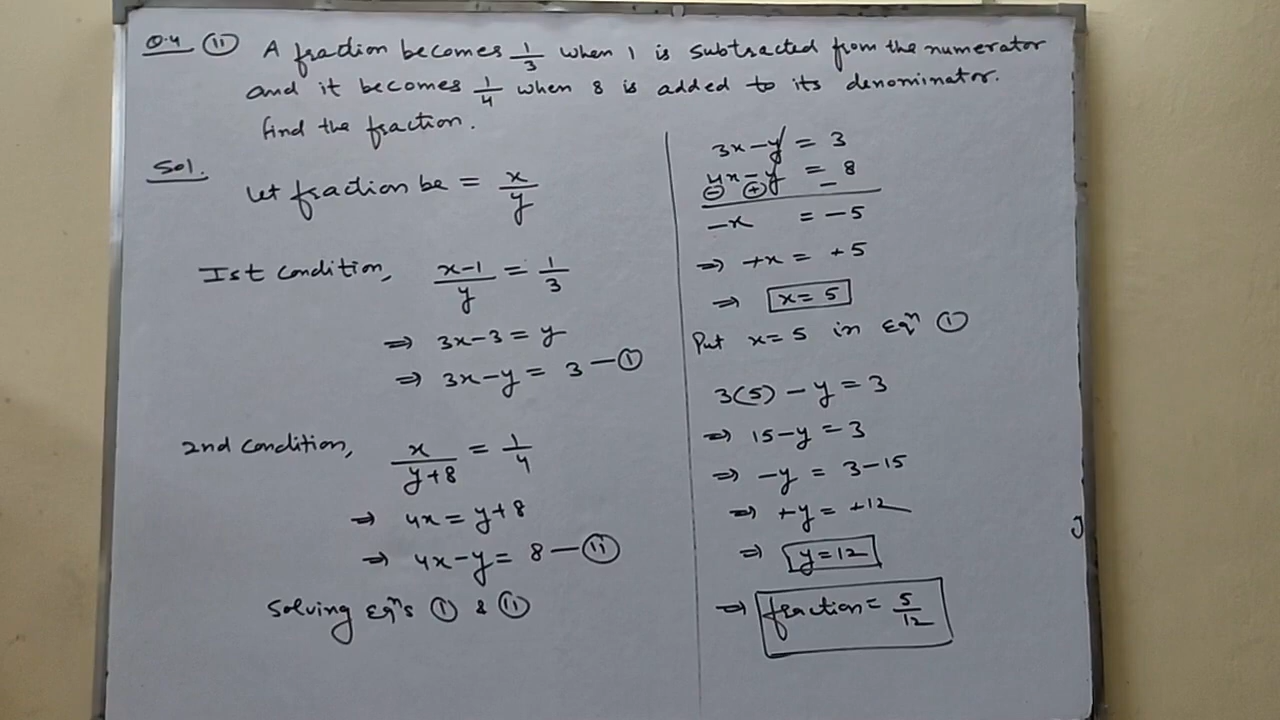 Q.4 (ii) A fraction becomes 1/3 when 1 is subtracted from the numerator
and it becomes 1/4 when 8 is added to its denominator.
find the fraction.
Sol.
Let fraction be = x/y
Ist condition, (x-1)/y = 1/3
⇒ 3x-3 = y
⇒ 3x-y = 3 — (i)
2nd condition, x/(y+8) = 1/4
⇒ 4x = y+8
⇒ 4x-y = 8 — (ii)
Solving Eqns (i) & (ii)
3x-y = 3
4x-y = 8
(-) (+) -
-x = -5
⇒ +x = +5
⇒ x = 5
Put x=5 in Eqn (i)
3(5) - y = 3
⇒ 15-y = 3
⇒ -y = 3-15
⇒ +y = +12
⇒ y=12
⇒ fraction = 5/12